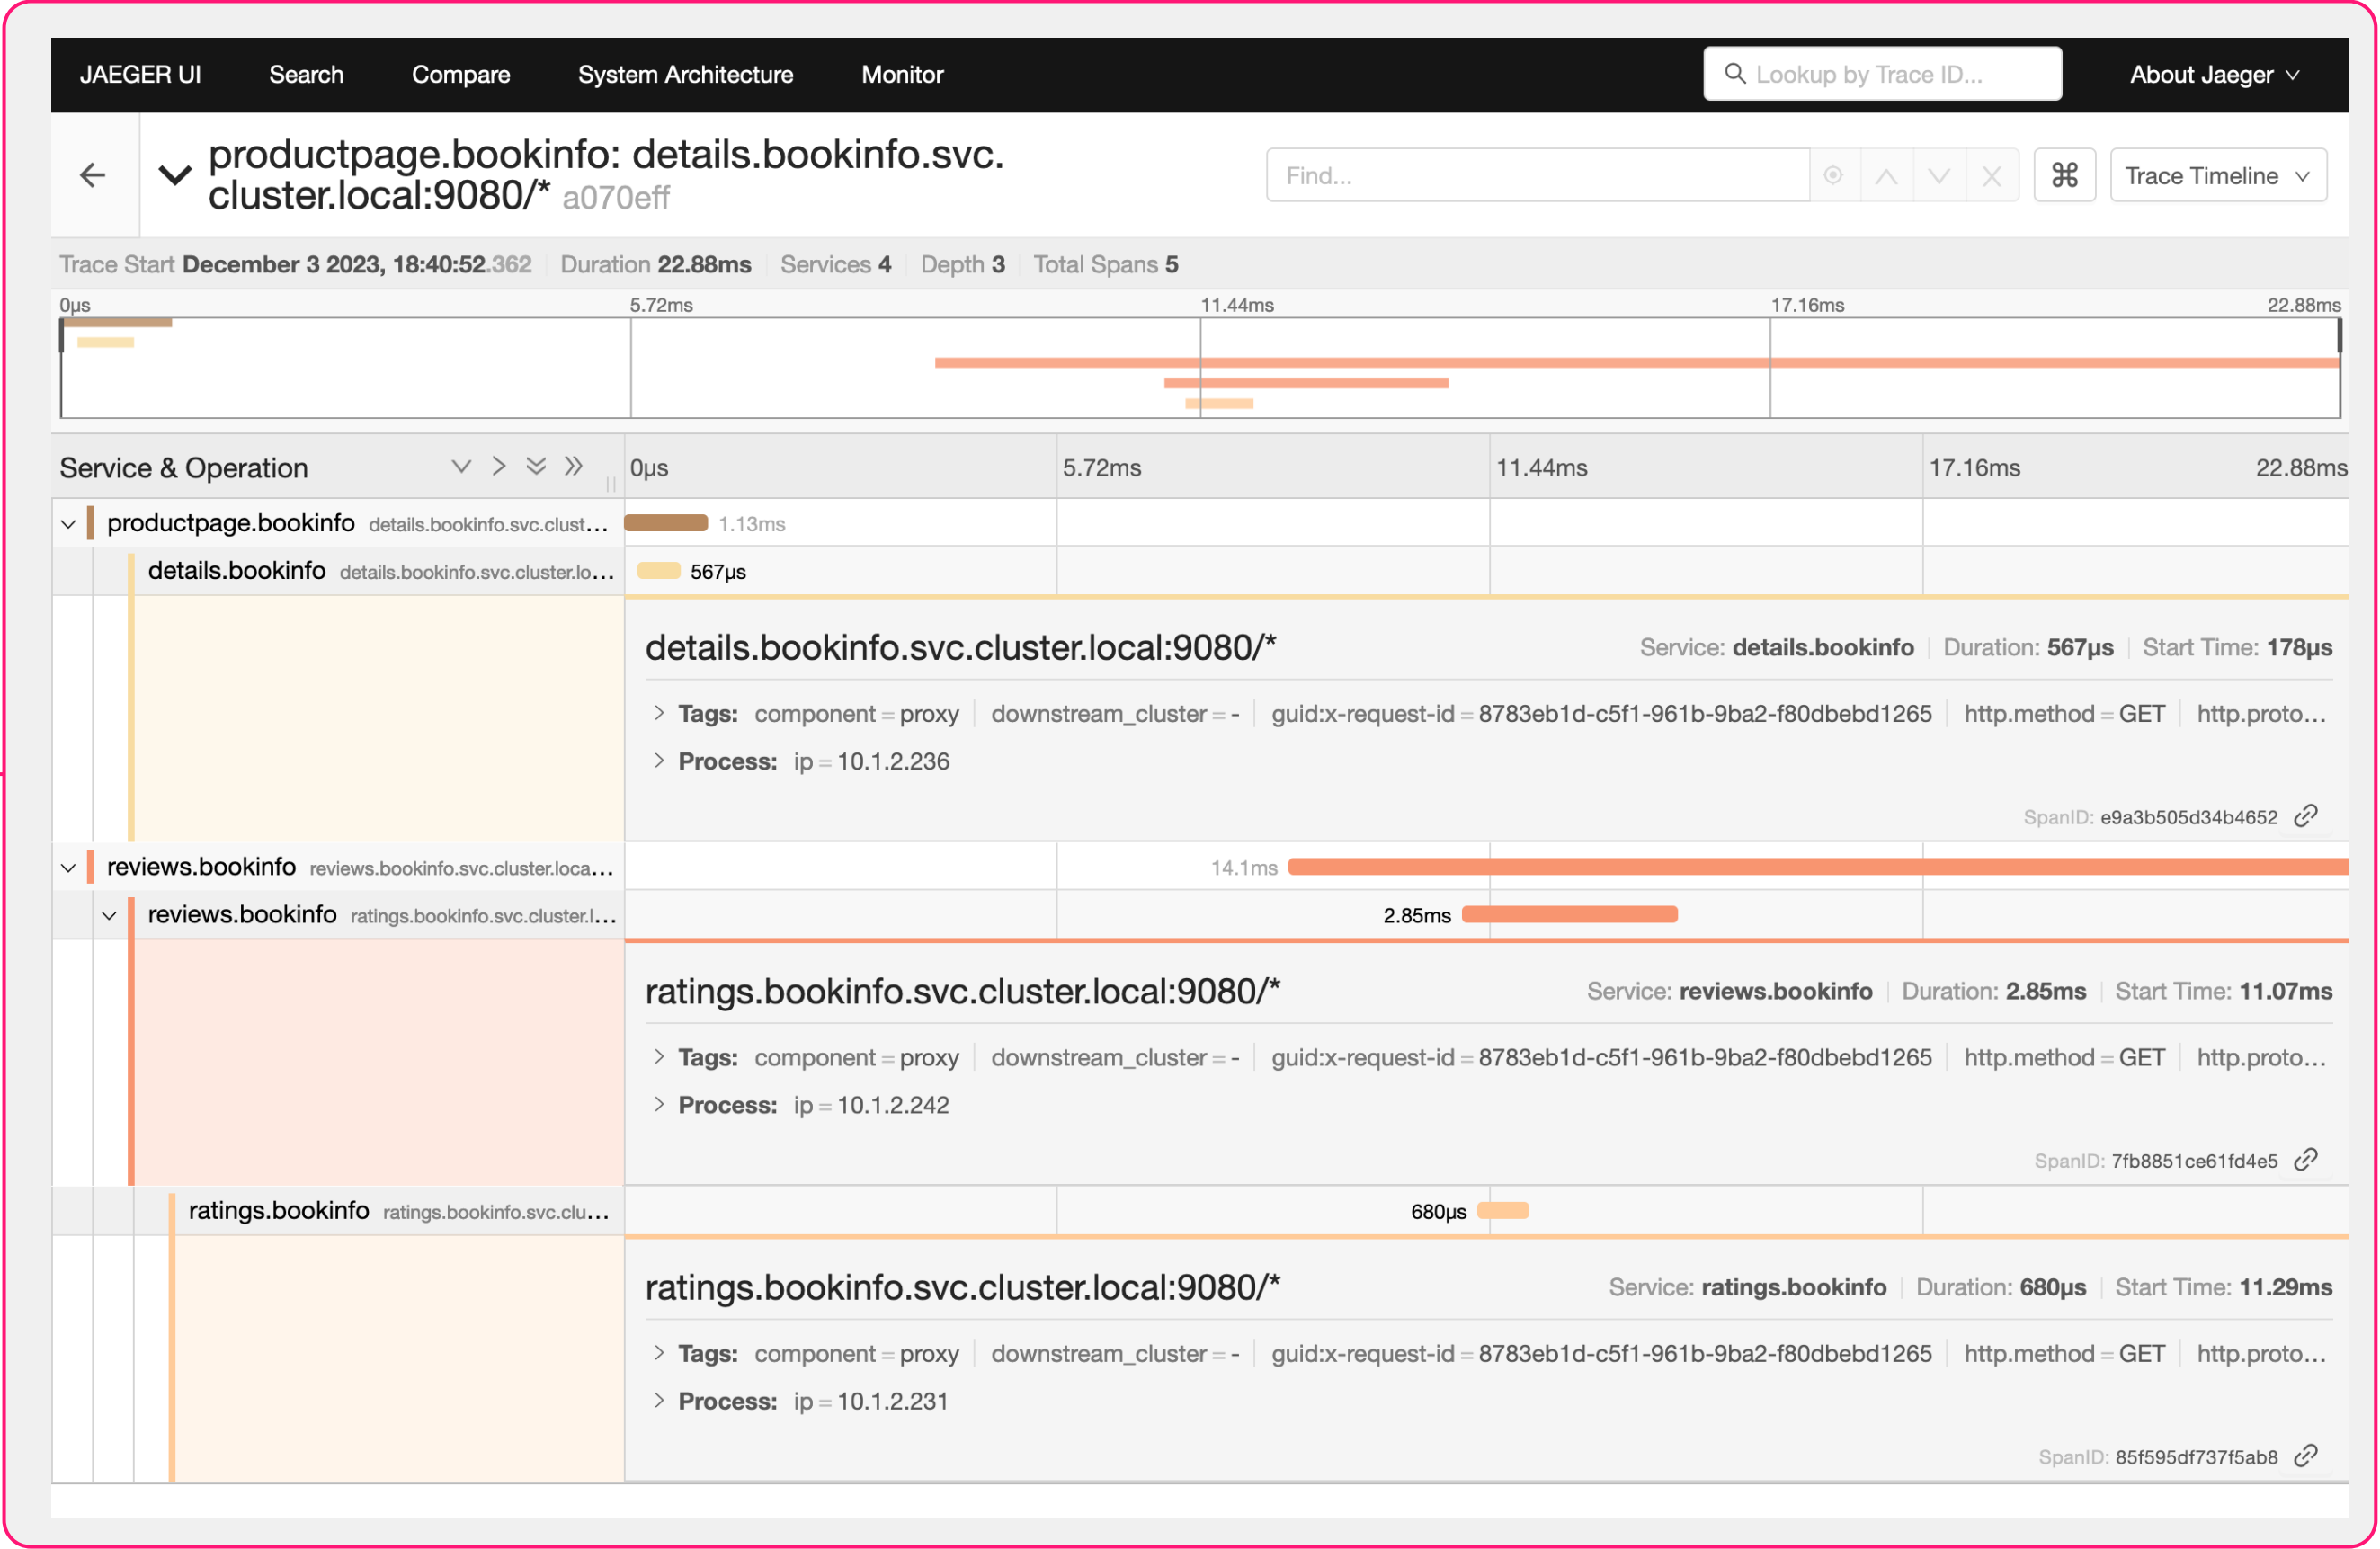 JAEGER UI Search Compare System Architecture Monitor Lookup by Trace ID... About Jaeger
productpage.bookinfo: details.bookinfo.svc.
cluster.local:9080/* a070eff
Find... ⌘ Trace Timeline
Trace Start December 3 2023, 18:40:52.362 Duration 22.88ms Services 4 Depth 3 Total Spans 5
0μs 5.72ms 11.44ms 17.16ms 22.88ms
Service & Operation 0μs 5.72ms 11.44ms 17.16ms 22.88ms
productpage.bookinfo details.bookinfo.svc.clust... 1.13ms
details.bookinfo details.bookinfo.svc.cluster.lo... 567μs
details.bookinfo.svc.cluster.local:9080/* Service: details.bookinfo Duration: 567μs Start Time: 178μs
Tags: component = proxy downstream_cluster = - guid:x-request-id = 8783eb1d-c5f1-961b-9ba2-f80dbebd1265 http.method = GET http.proto...
Process: ip = 10.1.2.236
SpanID: e9a3b505d34b4652
reviews.bookinfo reviews.bookinfo.svc.cluster.loca... 14.1ms
reviews.bookinfo ratings.bookinfo.svc.cluster.l... 2.85ms
ratings.bookinfo.svc.cluster.local:9080/* Service: reviews.bookinfo Duration: 2.85ms Start Time: 11.07ms
Tags: component = proxy downstream_cluster = - guid:x-request-id = 8783eb1d-c5f1-961b-9ba2-f80dbebd1265 http.method = GET http.proto...
Process: ip = 10.1.2.242
SpanID: 7fb8851ce61fd4e5
ratings.bookinfo ratings.bookinfo.svc.clu... 680μs
ratings.bookinfo.svc.cluster.local:9080/* Service: ratings.bookinfo Duration: 680μs Start Time: 11.29ms
Tags: component = proxy downstream_cluster = - guid:x-request-id = 8783eb1d-c5f1-961b-9ba2-f80dbebd1265 http.method = GET http.proto...
Process: ip = 10.1.2.231
SpanID: 85f595df737f5ab8